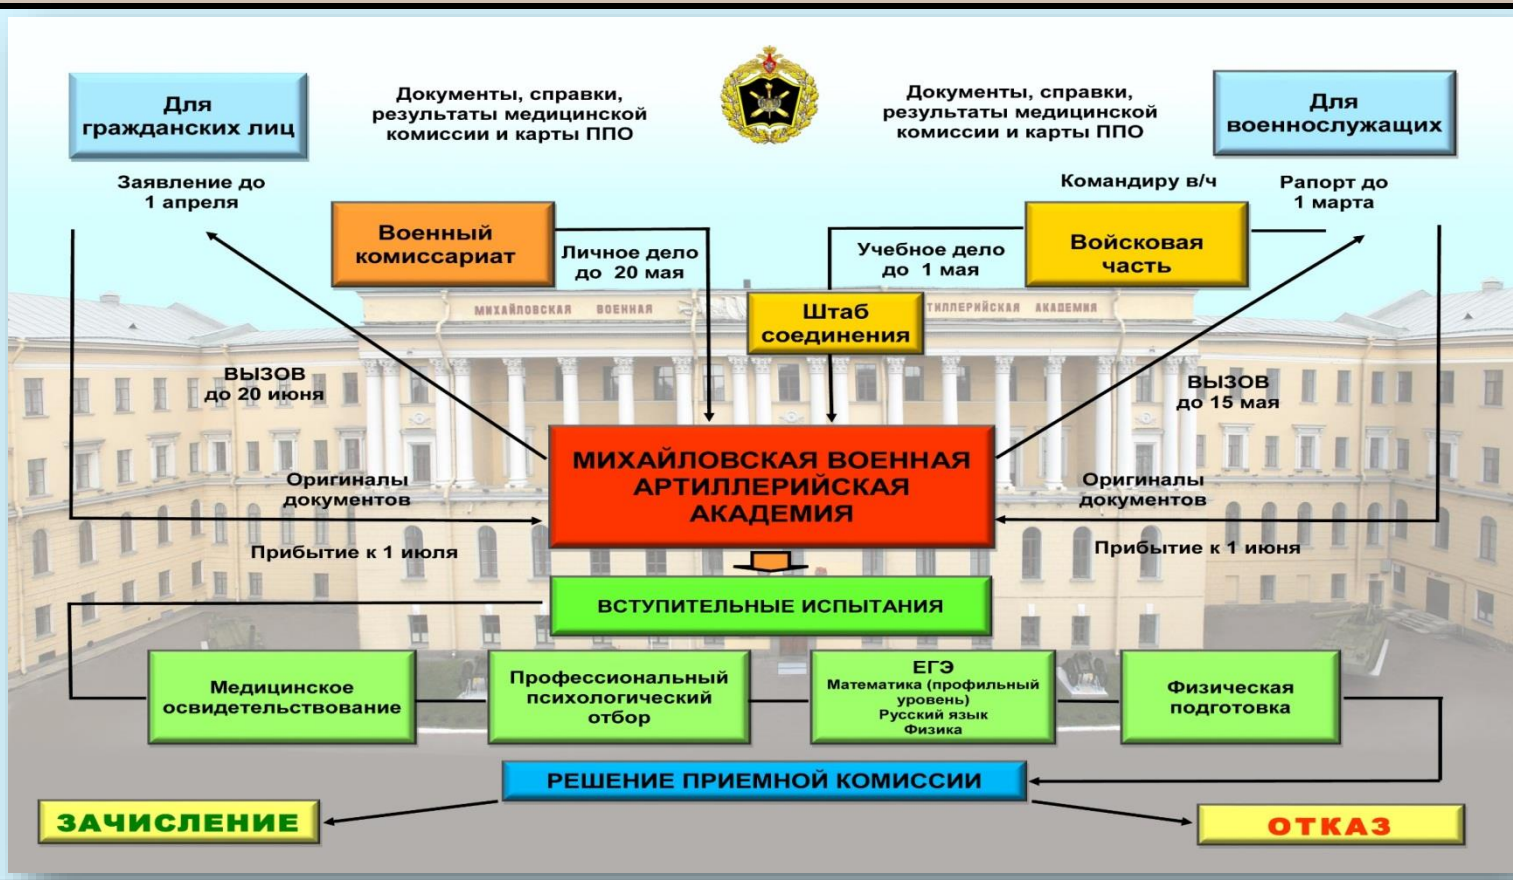 Для
гражданских лиц
Документы, справки,
результаты медицинской
комиссии и карты ППО
Документы, справки,
результаты медицинской
комиссии и карты ППО
Для
военнослужащих
Заявление до
1 апреля
Командиру в/ч
Рапорт до
1 марта
Военный
комиссариат
Личное дело
до 20 мая
Учебное дело
до 1 мая
Войсковая
часть
МИХАЙЛОВСКАЯ ВОЕННАЯ
ТИЛЛЕРИЙСКАЯ АКАДЕМИЯ
Штаб
соединения
ВЫЗОВ
до 20 июня
ВЫЗОВ
до 15 мая
МИХАЙЛОВСКАЯ ВОЕННАЯ
АРТИЛЛЕРИЙСКАЯ
АКАДЕМИЯ
Оригиналы
документов
Оригиналы
документов
Прибытие к 1 июля
Прибытие к 1 июня
ВСТУПИТЕЛЬНЫЕ ИСПЫТАНИЯ
Медицинское
освидетельствование
Профессиональный
психологический
отбор
ЕГЭ
Математика (профильный
уровень)
Русский язык
Физика
Физическая
подготовка
РЕШЕНИЕ ПРИЕМНОЙ КОМИССИИ
ЗАЧИСЛЕНИЕ
ОТКАЗ